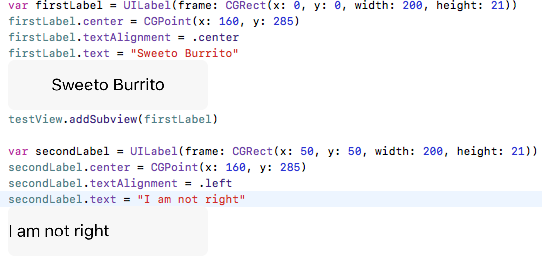 var firstLabel = UILabel(frame: CGRect(x: 0, y: 0, width: 200, height: 21))
firstLabel.center = CGPoint(x: 160, y: 285)
firstLabel.textAlignment = .center
firstLabel.text = "Sweeto Burrito"
Sweeto Burrito
testView.addSubview(firstLabel)
var secondLabel = UILabel(frame: CGRect(x: 50, y: 50, width: 200, height: 21))
secondLabel.center = CGPoint(x: 160, y: 285)
secondLabel.textAlignment = .left
secondLabel.text = "I am not right"
I am not right